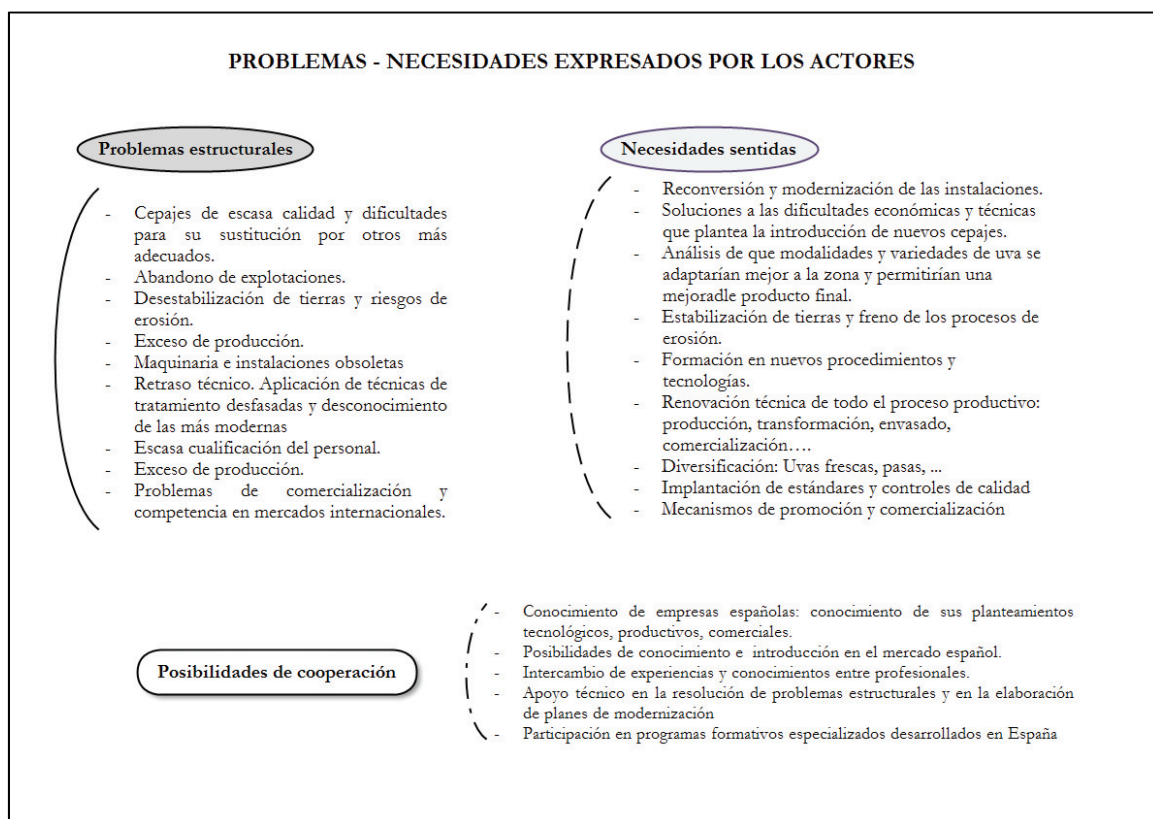 PROBLEMAS - NECESIDADES EXPRESADOS POR LOS ACTORES
Problemas estructurales
- Cepajes de escasa calidad y dificultades
para su sustitución por otros más
adecuados.
- Abandono de explotaciones.
- Desestabilización de tierras y riesgos de
erosión.
- Exceso de producción.
- Maquinaria e instalaciones obsoletas
- Retraso técnico. Aplicación de técnicas de
tratamiento desfasadas y desconocimiento
de las más modernas
- Escasa cualificación del personal.
- Exceso de producción.
- Problemas de comercialización y
competencia en mercados internacionales.
Necesidades sentidas
- Reconversión y modernización de las instalaciones.
- Soluciones a las dificultades económicas y técnicas
que plantea la introducción de nuevos cepajes.
- Análisis de que modalidades y variedades de uva se
adaptarían mejor a la zona y permitirían una
mejoradle producto final.
- Estabilización de tierras y freno de los procesos de
erosión.
- Formación en nuevos procedimientos y
tecnologías.
- Renovación técnica de todo el proceso productivo:
producción, transformación, envasado,
comercialización….
- Diversificación: Uvas frescas, pasas, ...
- Implantación de estándares y controles de calidad
- Mecanismos de promoción y comercialización
Posibilidades de cooperación
- Conocimiento de empresas españolas: conocimiento de sus planteamientos
tecnológicos, productivos, comerciales.
- Posibilidades de conocimiento e introducción en el mercado español.
- Intercambio de experiencias y conocimientos entre profesionales.
- Apoyo técnico en la resolución de problemas estructurales y en la elaboración
de planes de modernización
- Participación en programas formativos especializados desarrollados en España